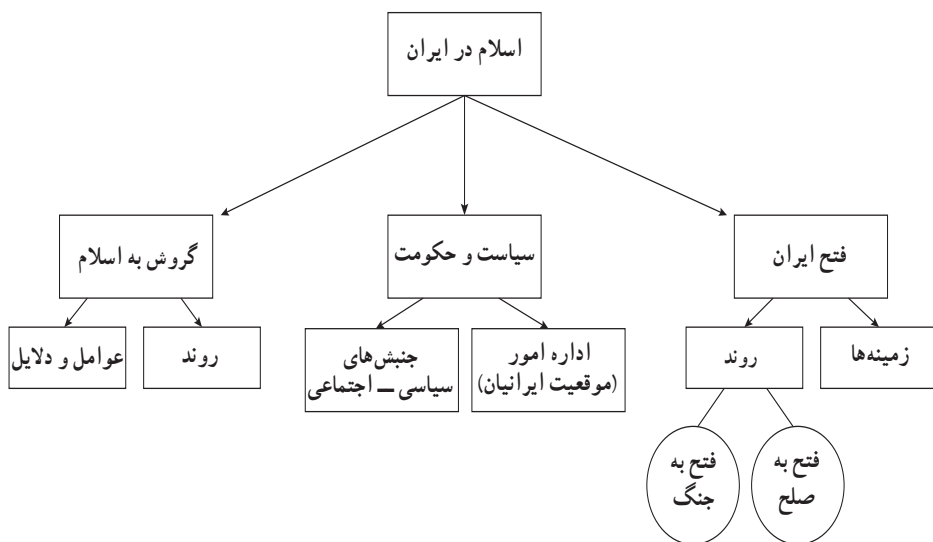 اسلام در ایران
فتح ایران
سیاست و حکومت
گروش به اسلام
زمینه‌ها
روند
اداره امور
(موقعیت ایرانیان)
جنبش‌های
سیاسی ــ اجتماعی
روند
عوامل و دلایل
فتح به
صلح
فتح به
جنگ